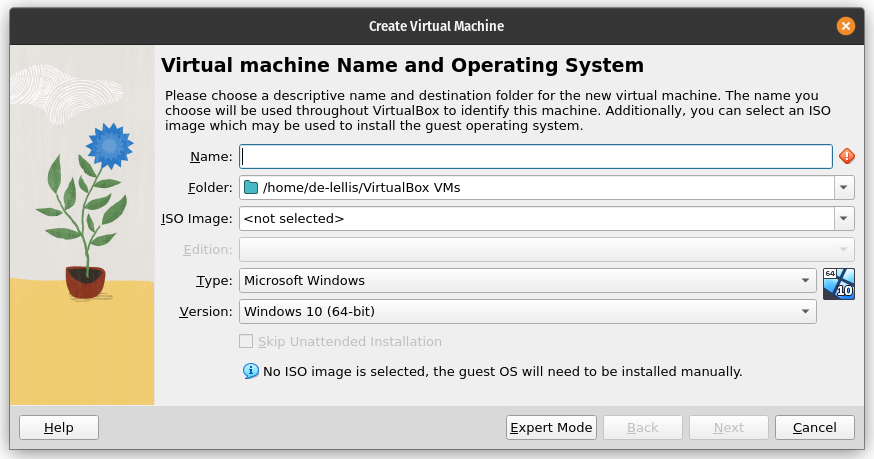 Create Virtual Machine
Virtual machine Name and Operating System
Please choose a descriptive name and destination folder for the new virtual machine. The name you
choose will be used throughout VirtualBox to identify this machine. Additionally, you can select an ISO
image which may be used to install the guest operating system.
Name:
Folder: /home/de-lellis/VirtualBox VMs
ISO Image: <not selected>
Edition:
Type: Microsoft Windows
64
10
Version: Windows 10 (64-bit)
Skip Unattended Installation
No ISO image is selected, the guest OS will need to be installed manually.
Help Expert Mode Back Next Cancel